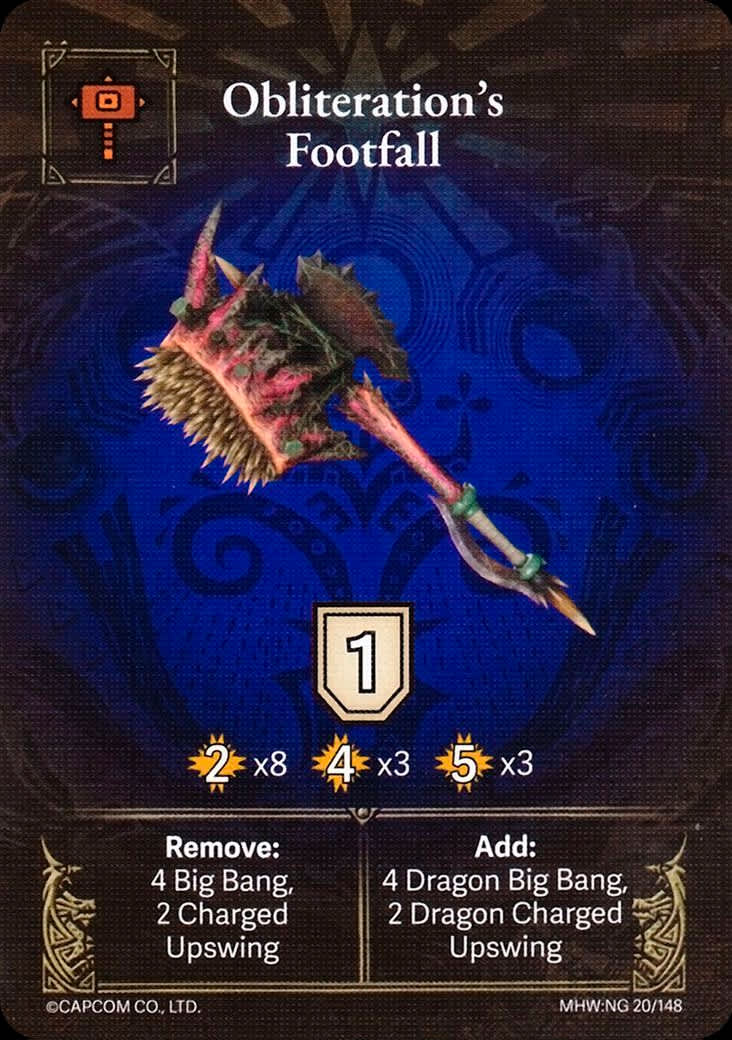 Obliteration's
Footfall
1
2 x8 4 x3 5 x3
Remove:
4 Big Bang,
2 Charged
Upswing
Add:
4 Dragon Big Bang,
2 Dragon Charged
Upswing
©CAPCOM CO., LTD.
MHW:NG 20/148